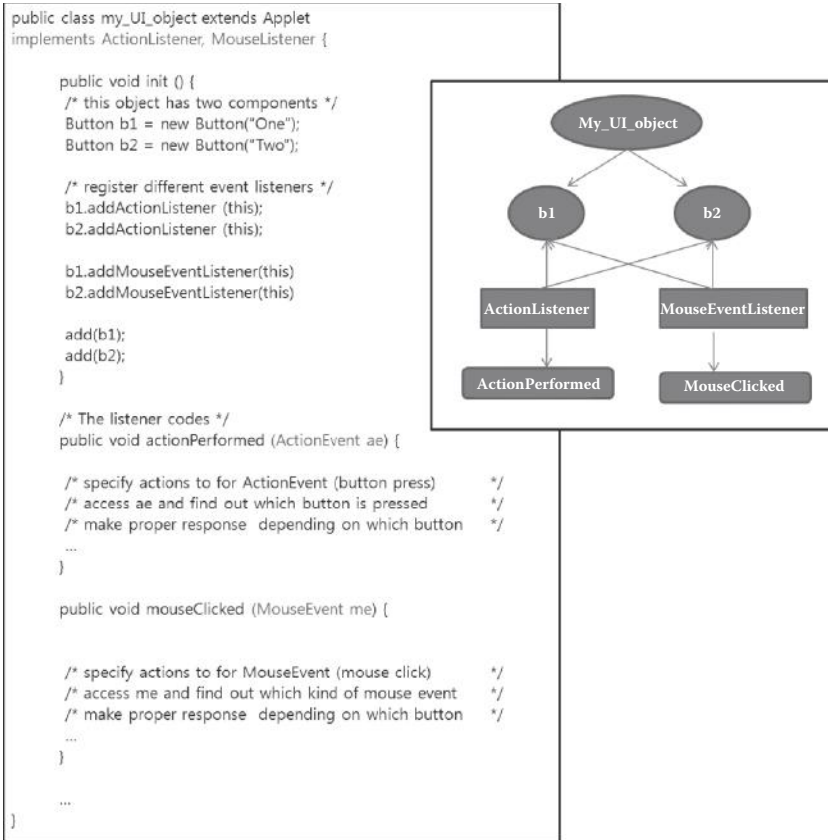 public class my_UI_object extends Applet
implements ActionListener, MouseListener {
public void init () {
/* this object has two components */
Button b1 = new Button("One");
Button b2 = new Button("Two");
/* register different event listeners */
b1.addActionListener (this);
b2.addActionListener (this);
b1.addMouseEventListener(this)
b2.addMouseEventListener(this)
add(b1);
add(b2);
}
/* The listener codes */
public void actionPerformed (ActionEvent ae) {
/* specify actions to for ActionEvent (button press) */
/* access ae and find out which button is pressed */
/* make proper response depending on which button */
...
}
public void mouseClicked (MouseEvent me) {
/* specify actions to for MouseEvent (mouse click) */
/* access me and find out which kind of mouse event */
/* make proper response depending on which button */
...
}
...
}
My_UI_object
b1
b2
ActionListener
MouseEventListener
ActionPerformed
MouseClicked